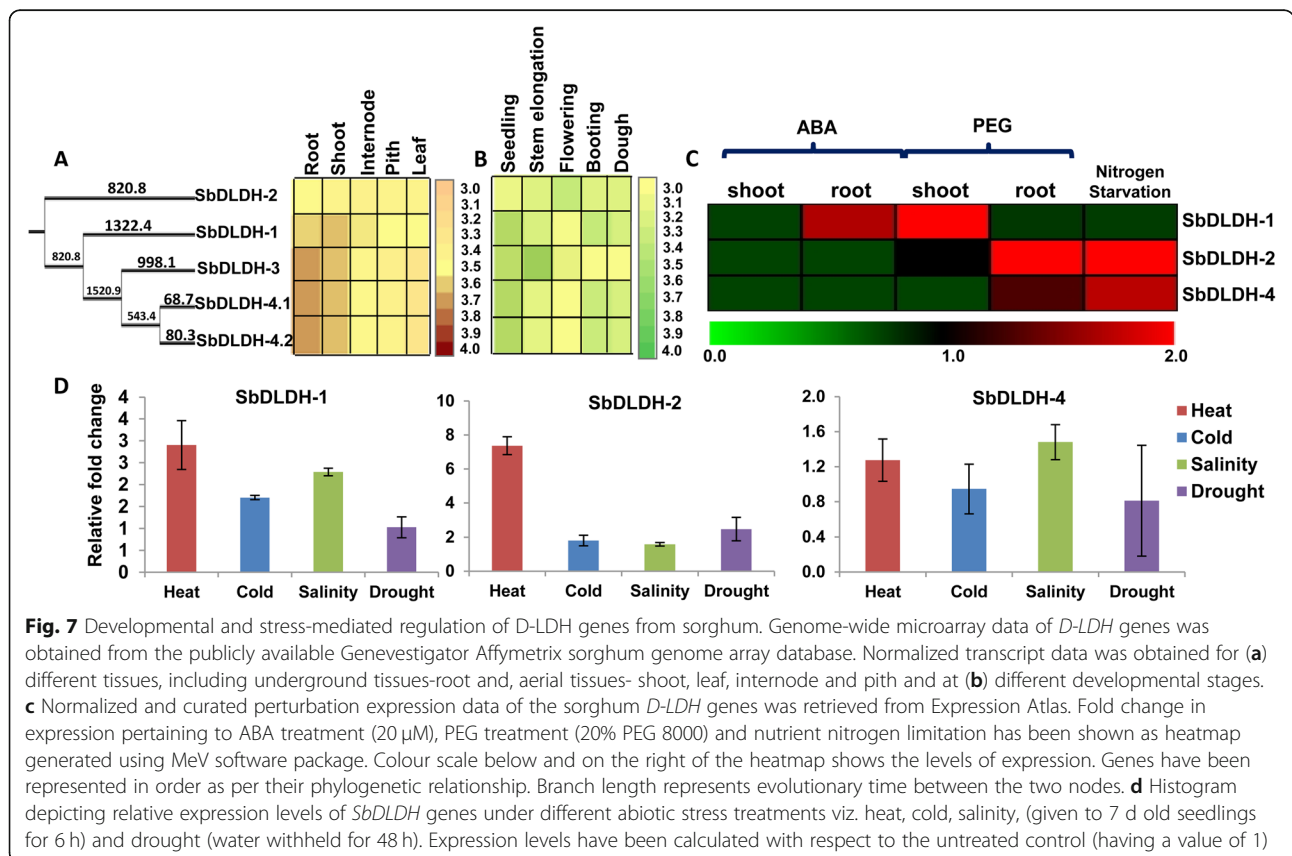 A
Root
Shoot
Internode
Pith
Leaf
820.8
SbDLDH-2
1322.4
SbDLDH-1
820.8
998.1
SbDLDH-3
1520.9
68.7
SbDLDH-4.1
543.4
80.3
SbDLDH-4.2
3.0
3.1
3.2
3.3
3.4
3.5
3.6
3.7
3.8
3.9
4.0
B
Seedling
Stem elongation
Flowering
Booting
Dough
3.0
3.1
3.2
3.3
3.4
3.5
3.6
3.7
3.8
3.9
4.0
C
ABA PEG
shoot root shoot root Nitrogen
Starvation
SbDLDH-1
SbDLDH-2
SbDLDH-4
0.0 1.0 2.0
D
SbDLDH-1
Relative fold change
4
4
3
3
2
2
1
1
0
Heat Cold Salinity Drought
SbDLDH-2
10
8
6
4
2
0
Heat Cold Salinity Drought
SbDLDH-4
2.0
1.6
1.2
0.8
0.4
0.0
Heat Cold Salinity Drought
Heat
Cold
Salinity
Drought
Fig. 7 Developmental and stress-mediated regulation of D-LDH genes from sorghum. Genome-wide microarray data of D-LDH genes was
obtained from the publicly available Genevestigator Affymetrix sorghum genome array database. Normalized transcript data was obtained for (a)
different tissues, including underground tissues-root and, aerial tissues- shoot, leaf, internode and pith and at (b) different developmental stages.
c Normalized and curated perturbation expression data of the sorghum D-LDH genes was retrieved from Expression Atlas. Fold change in
expression pertaining to ABA treatment (20 μM), PEG treatment (20% PEG 8000) and nutrient nitrogen limitation has been shown as heatmap
generated using MeV software package. Colour scale below and on the right of the heatmap shows the levels of expression. Genes have been
represented in order as per their phylogenetic relationship. Branch length represents evolutionary time between the two nodes. d Histogram
depicting relative expression levels of SbDLDH genes under different abiotic stress treatments viz. heat, cold, salinity, (given to 7 d old seedlings
for 6 h) and drought (water withheld for 48 h). Expression levels have been calculated with respect to the untreated control (having a value of 1)